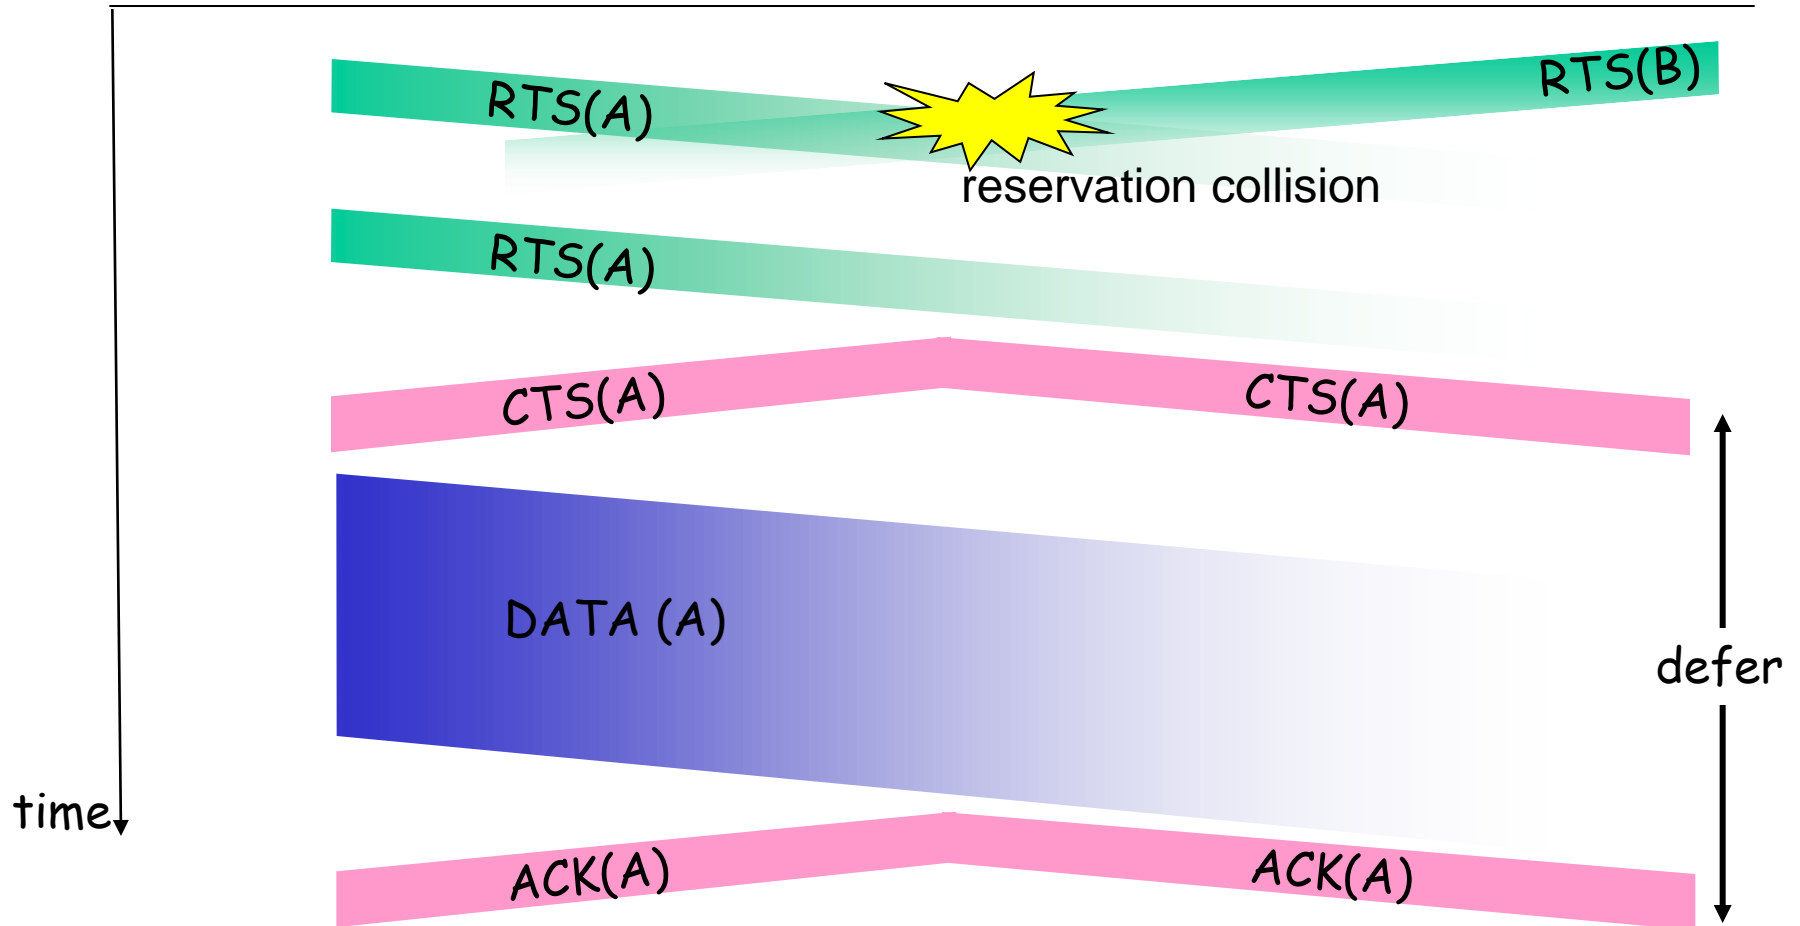 RTS(A)
RTS(B)
reservation collision
RTS(A)
CTS(A)
CTS(A)
DATA (A)
defer
time
ACK(A)
ACK(A)